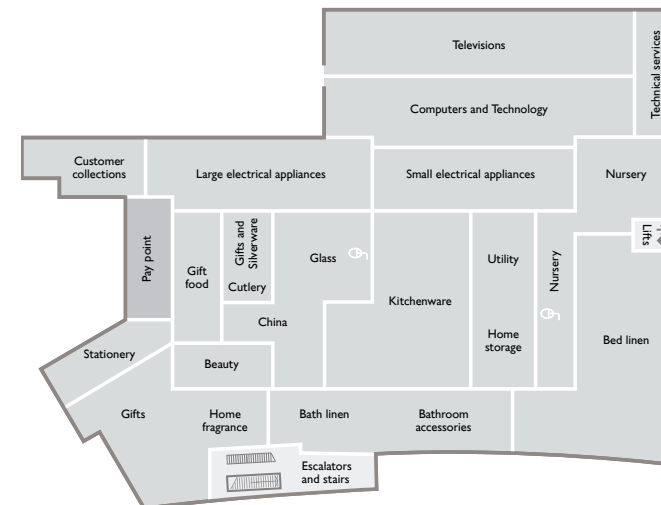 Televisions
Technical services
Computers and Technology
Customer
collections
Large electrical appliances
Small electrical appliances
Nursery
Pay point
Gift
food
Gifts and
Silverware
Cutlery
Glass
Kitchenware
Utility
Nursery
Lifts
China
Home
storage
Bed linen
Stationery
Beauty
Gifts
Home
fragrance
Bath linen
Bathroom
accessories
Escalators
and stairs